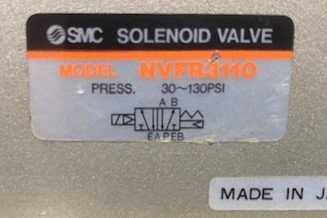 SMC SOLENOID VALVE
MODEL NVFR3110
PRESS. 30~130PSI
A B
EA P EB
MADE IN JA